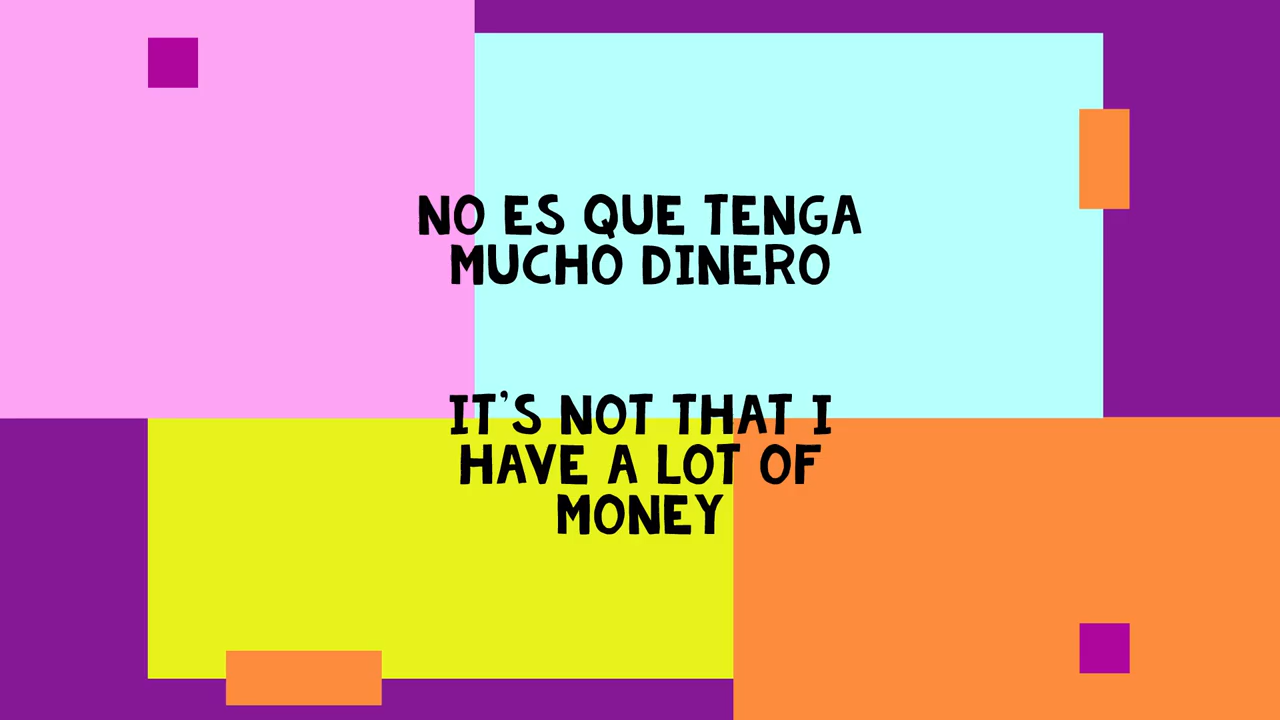 NO ES QUE TENGA
MUCHO DINERO
IT'S NOT THAT I
HAVE A LOT OF
MONEY